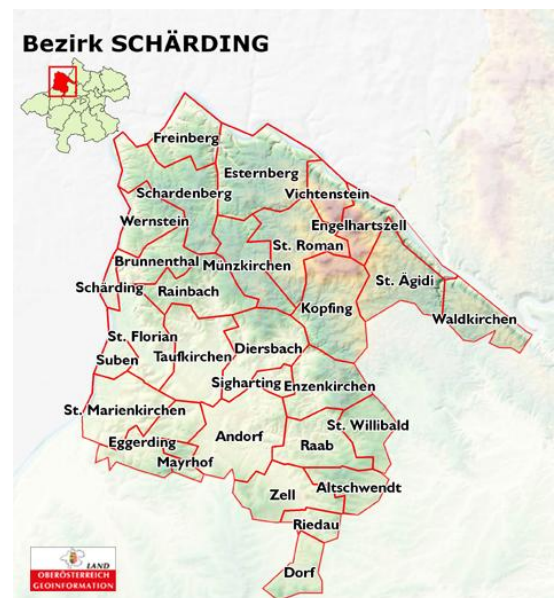 Bezirk SCHÄRDING
Freinberg
Esternberg
Vichtenstein
Schardenberg
Wernstein
Engelhartszell
St. Roman
Brunnenthal
Münzkirchen
St. Ägidi
Schärding
Rainbach
Kopfing
Waldkirchen
St. Florian
Diersbach
Suben
Taufkirchen
Sigharting
Enzenkirchen
St. Marienkirchen
St. Willibald
Eggerding
Andorf
Raab
Mayrhof
Zell
Altschwendt
Riedau
Dorf
LAND
OBERÖSTERREICH
GEOINFORMATION